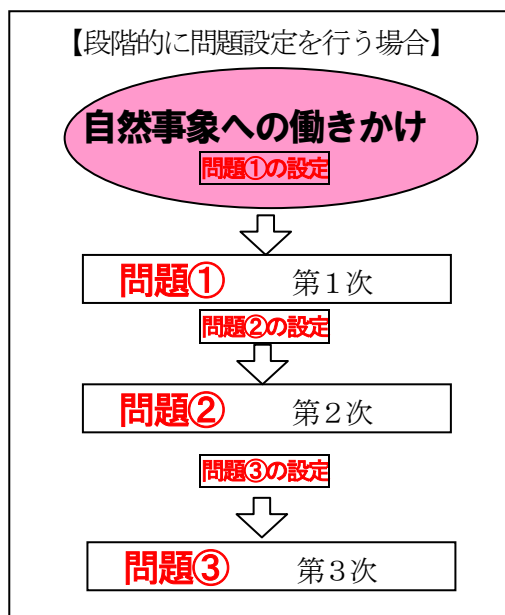 【段階的に問題設定を行う場合】
自然事象への働きかけ
問題①の設定
問題① 第1次
問題②の設定
問題② 第2次
問題③の設定
問題③ 第3次